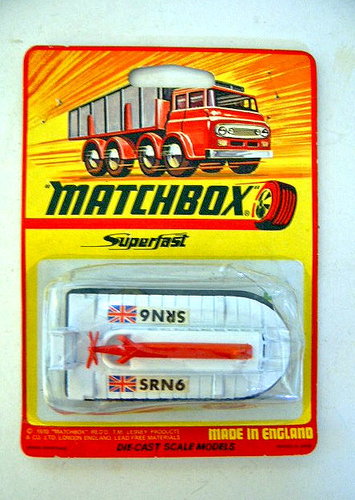 "MATCHBOX"®
Superfast
SRN6
SRN6
© 1970 "MATCHBOX" REG'D T.M. LESNEY PRODUCTS
& CO. LTD. LONDON ENGLAND LEAD FREE MATERIALS
MADE IN ENGLAND
DIE-CAST SCALE MODELS